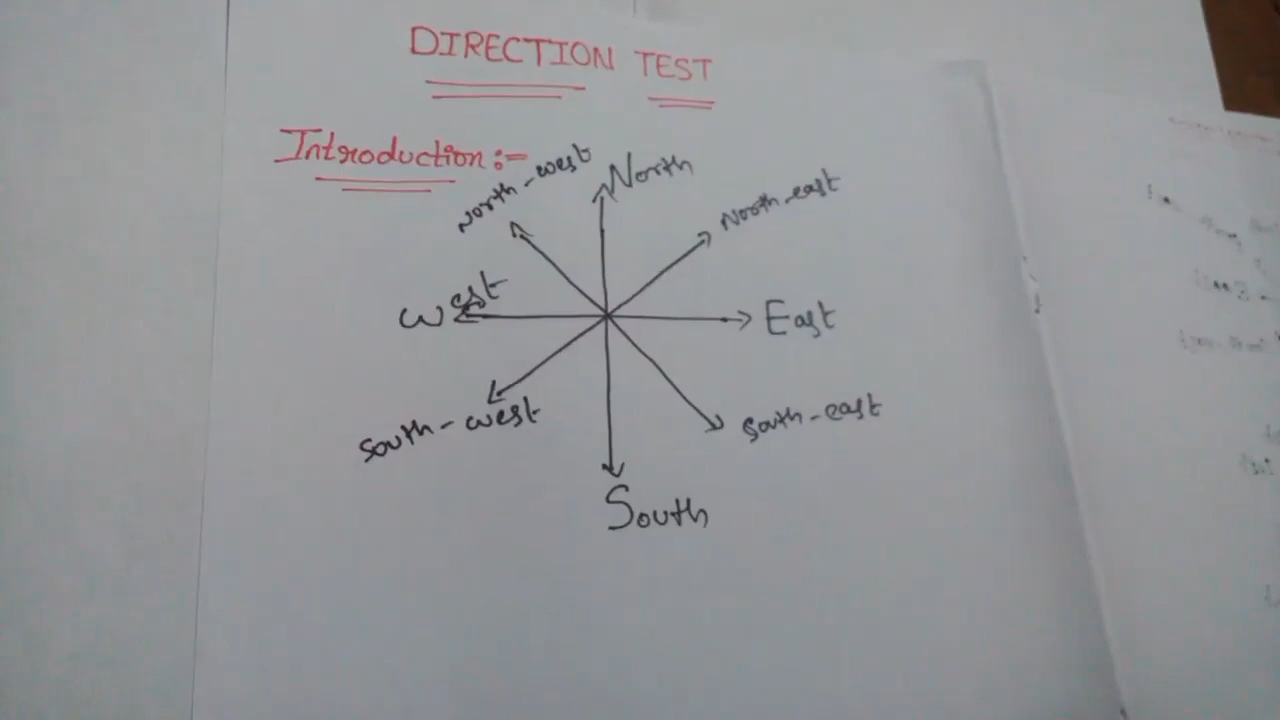 DIRECTION TEST
Introduction :-
North-west
North
North-east
West
East
South-west
South-east
South